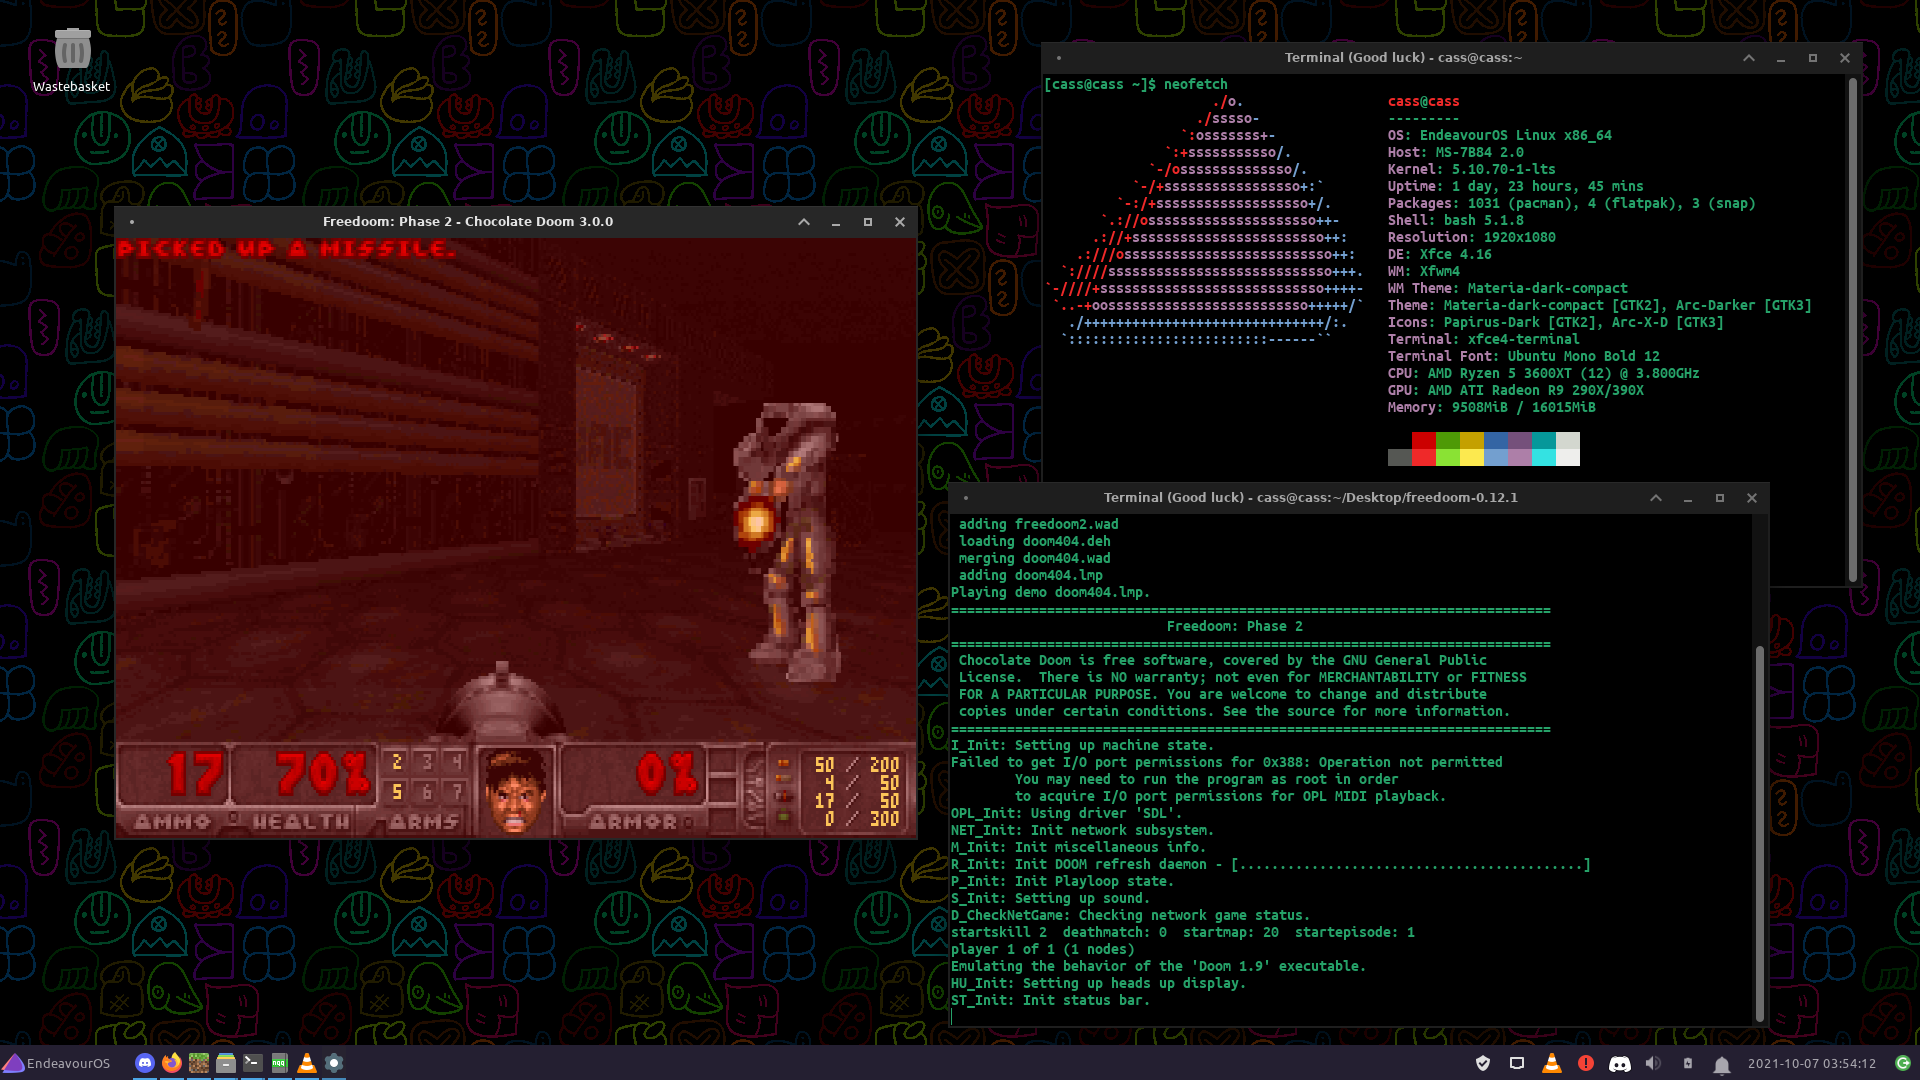 Wastebasket
Freedoom: Phase 2 - Chocolate Doom 3.0.0
PICKED UP A MISSILE.
17
70%
2 3 4
5 6 7
0%
50 / 200
4 / 50
17 / 50
0 / 300
AMMO
HEALTH
ARMS
ARMOR
Terminal (Good luck) - cass@cass:~
[cass@cass ~]$ neofetch
cass@cass
---------
OS: EndeavourOS Linux x86_64
Host: MS-7B84 2.0
Kernel: 5.10.70-1-lts
Uptime: 1 day, 23 hours, 45 mins
Packages: 1031 (pacman), 4 (flatpak), 3 (snap)
Shell: bash 5.1.8
Resolution: 1920x1080
DE: Xfce 4.16
WM: Xfwm4
WM Theme: Materia-dark-compact
Theme: Materia-dark-compact [GTK2], Arc-Darker [GTK3]
Icons: Papirus-Dark [GTK2], Arc-X-D [GTK3]
Terminal: xfce4-terminal
Terminal Font: Ubuntu Mono Bold 12
CPU: AMD Ryzen 5 3600XT (12) @ 3.800GHz
GPU: AMD ATI Radeon R9 290X/390X
Memory: 9508MiB / 16015MiB
Terminal (Good luck) - cass@cass:~/Desktop/freedoom-0.12.1
adding freedoom2.wad
loading doom404.deh
merging doom404.wad
adding doom404.lmp
Playing demo doom404.lmp.
===========================================================================
Freedoom: Phase 2
===========================================================================
Chocolate Doom is free software, covered by the GNU General Public
License.  There is NO warranty; not even for MERCHANTABILITY or FITNESS
FOR A PARTICULAR PURPOSE. You are welcome to change and distribute
copies under certain conditions. See the source for more information.
===========================================================================
I_Init: Setting up machine state.
Failed to get I/O port permissions for 0x388: Operation not permitted
You may need to run the program as root in order
to acquire I/O port permissions for OPL MIDI playback.
OPL_Init: Using driver 'SDL'.
NET_Init: Init network subsystem.
M_Init: Init miscellaneous info.
R_Init: Init DOOM refresh daemon - [...........................................]
P_Init: Init Playloop state.
S_Init: Setting up sound.
D_CheckNetGame: Checking network game status.
startskill 2  deathmatch: 0  startmap: 20  startepisode: 1
player 1 of 1 (1 nodes)
Emulating the behavior of the 'Doom 1.9' executable.
HU_Init: Setting up heads up display.
ST_Init: Init status bar.
EndeavourOS
2021-10-07 03:54:12